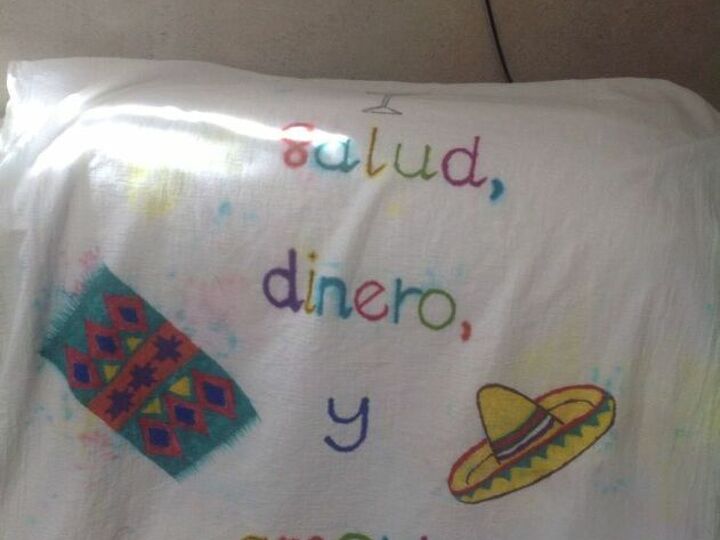 Salud,
dinero,
y